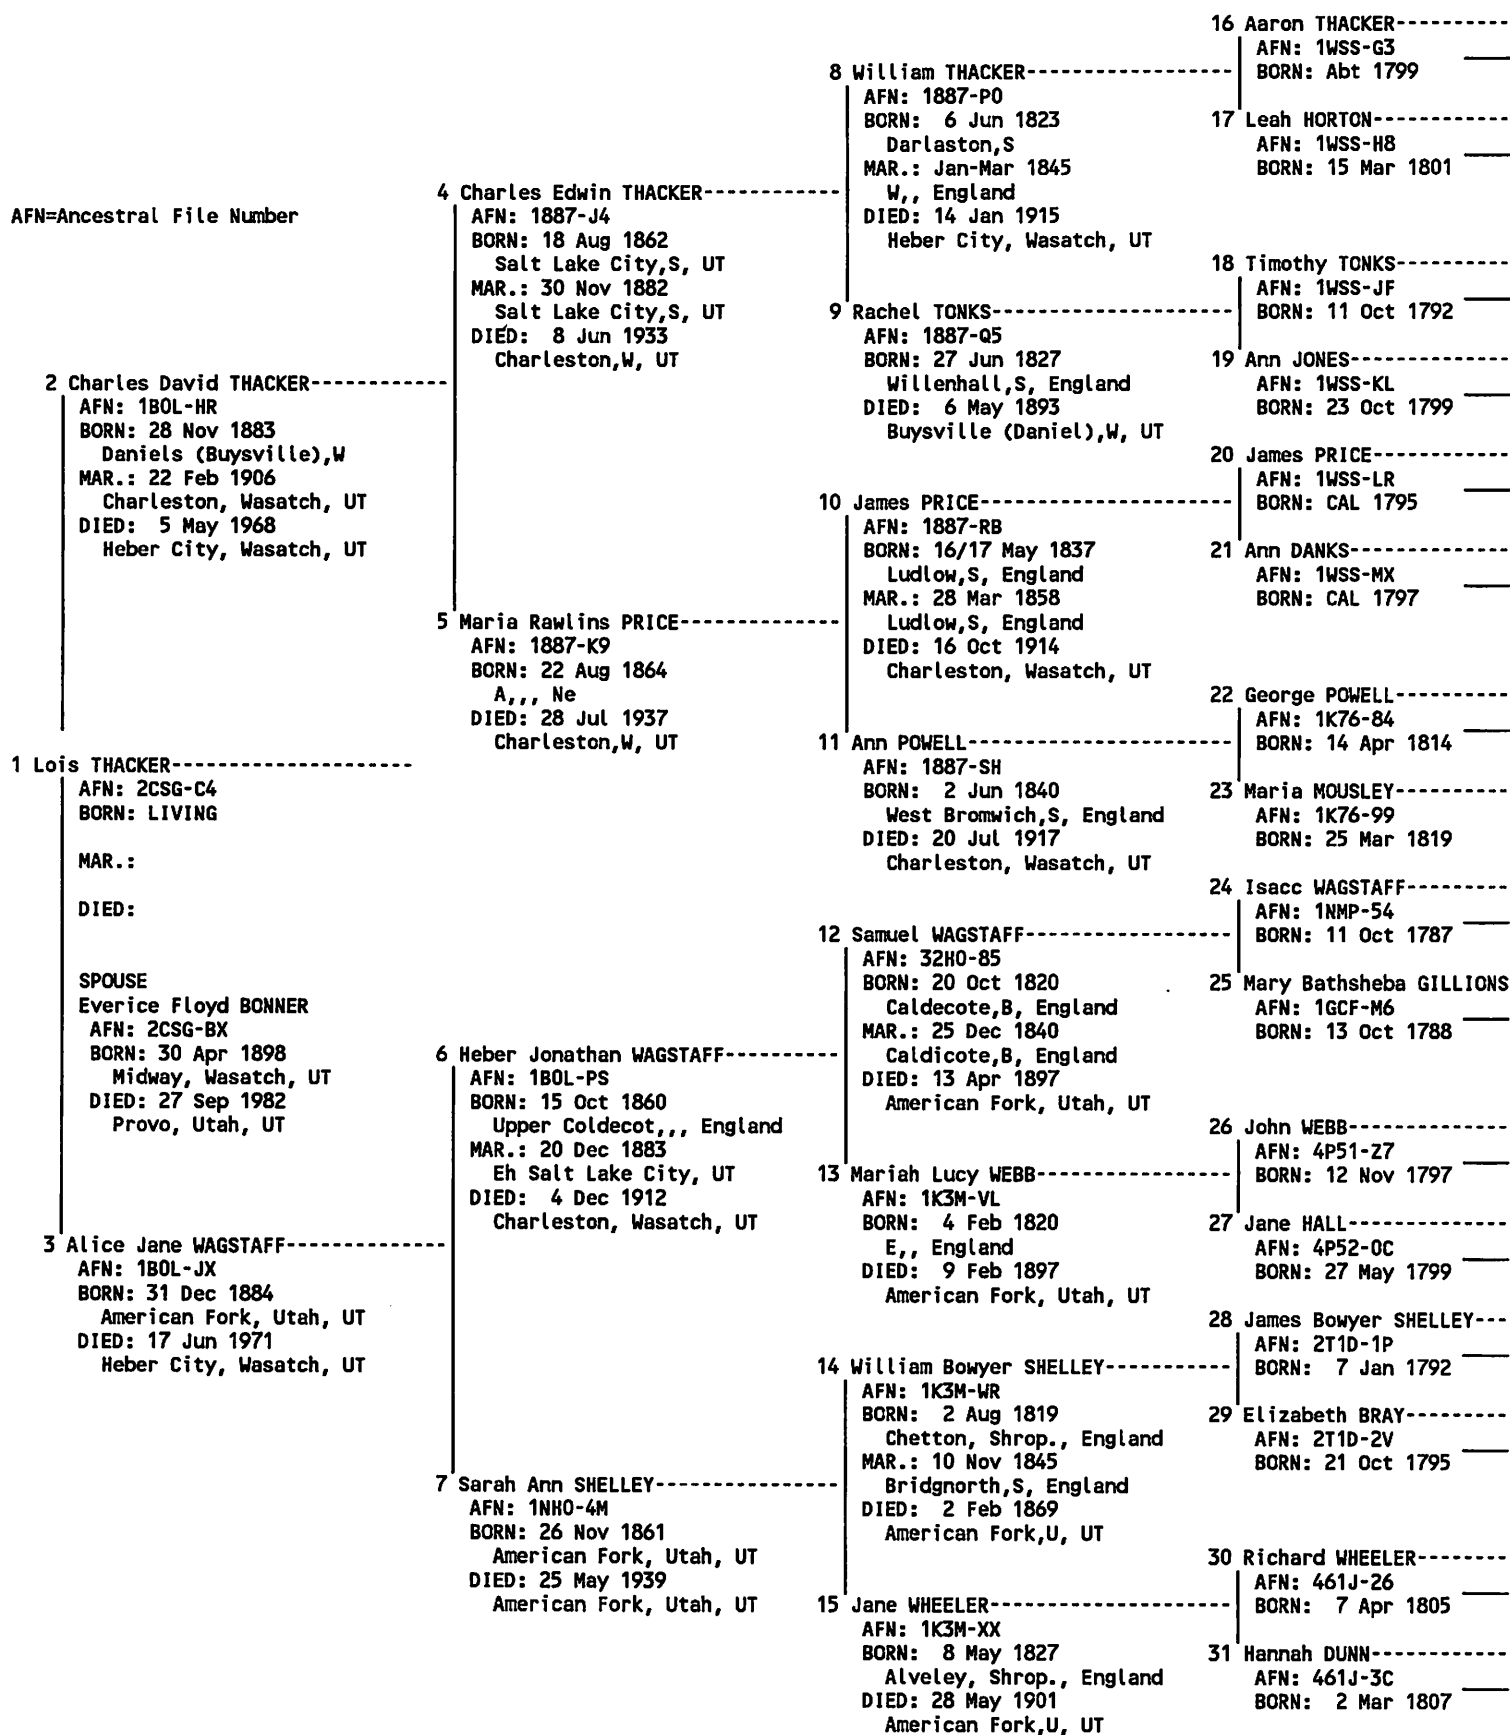 AFN=Ancestral File Number
1 Lois THACKER
AFN: 2CSG-C4
BORN: LIVING
MAR.:
DIED:
SPOUSE
Everice Floyd BONNER
AFN: 2CSG-BX
BORN: 30 Apr 1898
Midway, Wasatch, UT
DIED: 27 Sep 1982
Provo, Utah, UT
2 Charles David THACKER
AFN: 1BOL-HR
BORN: 28 Nov 1883
Daniels (Buysville),W
MAR.: 22 Feb 1906
Charleston, Wasatch, UT
DIED: 5 May 1968
Heber City, Wasatch, UT
3 Alice Jane WAGSTAFF
AFN: 1BOL-JX
BORN: 31 Dec 1884
American Fork, Utah, UT
DIED: 17 Jun 1971
Heber City, Wasatch, UT
4 Charles Edwin THACKER
AFN: 1887-J4
BORN: 18 Aug 1862
Salt Lake City,S, UT
MAR.: 30 Nov 1882
Salt Lake City,S, UT
DIED: 8 Jun 1933
Charleston,W, UT
5 Maria Rawlins PRICE
AFN: 1887-K9
BORN: 22 Aug 1864
A,,, Ne
DIED: 28 Jul 1937
Charleston,W, UT
6 Heber Jonathan WAGSTAFF
AFN: 1BOL-PS
BORN: 15 Oct 1860
Upper Coldecot,,, England
MAR.: 20 Dec 1883
Eh Salt Lake City, UT
DIED: 4 Dec 1912
Charleston, Wasatch, UT
7 Sarah Ann SHELLEY
AFN: 1NH0-4M
BORN: 26 Nov 1861
American Fork, Utah, UT
DIED: 25 May 1939
American Fork, Utah, UT
8 William THACKER
AFN: 1887-P0
BORN: 6 Jun 1823
Darlaston,S
MAR.: Jan-Mar 1845
W,, England
DIED: 14 Jan 1915
Heber City, Wasatch, UT
9 Rachel TONKS
AFN: 1887-Q5
BORN: 27 Jun 1827
Willenhall,S, England
DIED: 6 May 1893
Buysville (Daniel),W, UT
10 James PRICE
AFN: 1887-RB
BORN: 16/17 May 1837
Ludlow,S, England
MAR.: 28 Mar 1858
Ludlow,S, England
DIED: 16 Oct 1914
Charleston, Wasatch, UT
11 Ann POWELL
AFN: 1887-SH
BORN: 2 Jun 1840
West Bromwich,S, England
DIED: 20 Jul 1917
Charleston, Wasatch, UT
12 Samuel WAGSTAFF
AFN: 32H0-85
BORN: 20 Oct 1820
Caldecote,B, England
MAR.: 25 Dec 1840
Caldicote,B, England
DIED: 13 Apr 1897
American Fork, Utah, UT
13 Mariah Lucy WEBB
AFN: 1K3M-VL
BORN: 4 Feb 1820
E,, England
DIED: 9 Feb 1897
American Fork, Utah, UT
14 William Bowyer SHELLEY
AFN: 1K3M-WR
BORN: 2 Aug 1819
Chetton, Shrop., England
MAR.: 10 Nov 1845
Bridgnorth,S, England
DIED: 2 Feb 1869
American Fork,U, UT
15 Jane WHEELER
AFN: 1K3M-XX
BORN: 8 May 1827
Alveley, Shrop., England
DIED: 28 May 1901
American Fork,U, UT
16 Aaron THACKER
AFN: 1WSS-G3
BORN: Abt 1799
17 Leah HORTON
AFN: 1WSS-H8
BORN: 15 Mar 1801
18 Timothy TONKS
AFN: 1WSS-JF
BORN: 11 Oct 1792
19 Ann JONES
AFN: 1WSS-KL
BORN: 23 Oct 1799
20 James PRICE
AFN: 1WSS-LR
BORN: CAL 1795
21 Ann DANKS
AFN: 1WSS-MX
BORN: CAL 1797
22 George POWELL
AFN: 1K76-84
BORN: 14 Apr 1814
23 Maria MOUSLEY
AFN: 1K76-99
BORN: 25 Mar 1819
24 Isacc WAGSTAFF
AFN: 1NMP-54
BORN: 11 Oct 1787
25 Mary Bathsheba GILLIONS
AFN: 1GCF-M6
BORN: 13 Oct 1788
26 John WEBB
AFN: 4P51-Z7
BORN: 12 Nov 1797
27 Jane HALL
AFN: 4P52-0C
BORN: 27 May 1799
28 James Bowyer SHELLEY
AFN: 2T1D-1P
BORN: 7 Jan 1792
29 Elizabeth BRAY
AFN: 2T1D-2V
BORN: 21 Oct 1795
30 Richard WHEELER
AFN: 461J-26
BORN: 7 Apr 1805
31 Hannah DUNN
AFN: 461J-3C
BORN: 2 Mar 1807